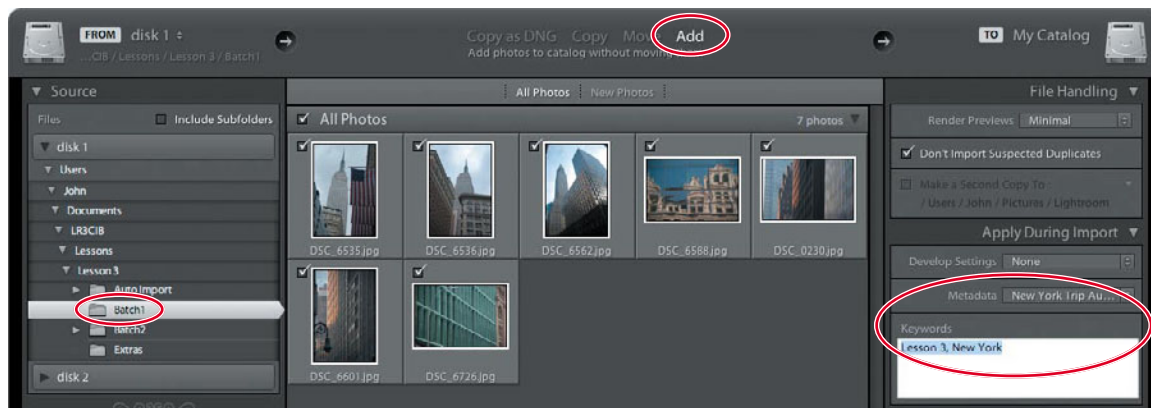 FROM disk 1
...CIB / Lessons / Lesson 3 / Batch1
Copy as DNG Copy Move Add
Add photos to catalog without moving
TO My Catalog
Source
Files Include Subfolders
disk 1
Users
John
Documents
LR3CIB
Lessons
Lesson 3
Auto Import
Batch1
Batch2
Extras
disk 2
All Photos New Photos
All Photos 7 photos
DSC_6535.jpg DSC_6536.jpg DSC_6562.jpg DSC_6588.jpg DSC_0230.jpg
DSC_6601.jpg DSC_6726.jpg
File Handling
Render Previews Minimal
Don't Import Suspected Duplicates
Make a Second Copy To :
/ Users / John / Pictures / Lightroom
Apply During Import
Develop Settings None
Metadata New York Trip Au...
Keywords
Lesson 3, New York